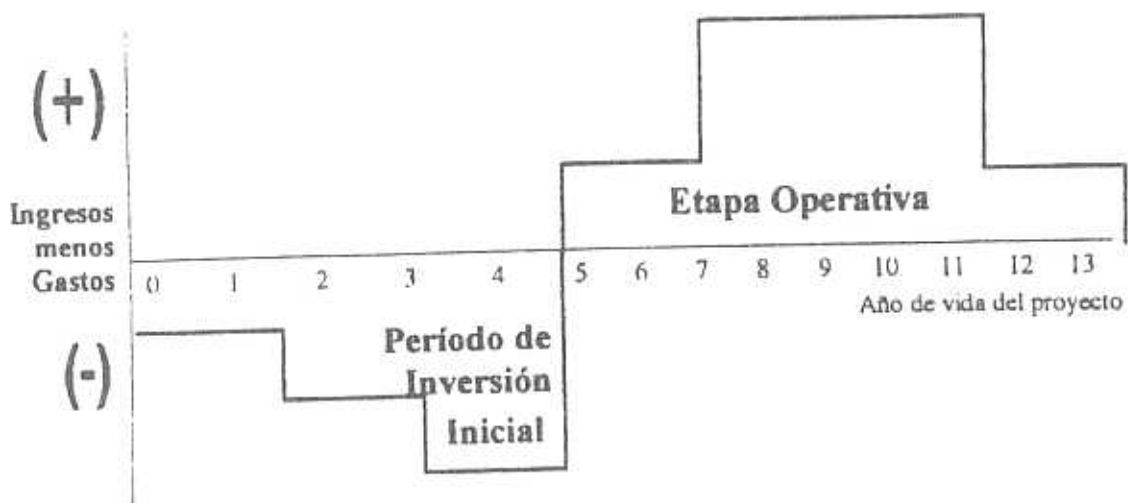 (+)
Ingresos
menos
Gastos
Etapa Operativa
0 1 2 3 4 5 6 7 8 9 10 11 12 13
Año de vida del proyecto
(-)
Período de
Inversión
Inicial